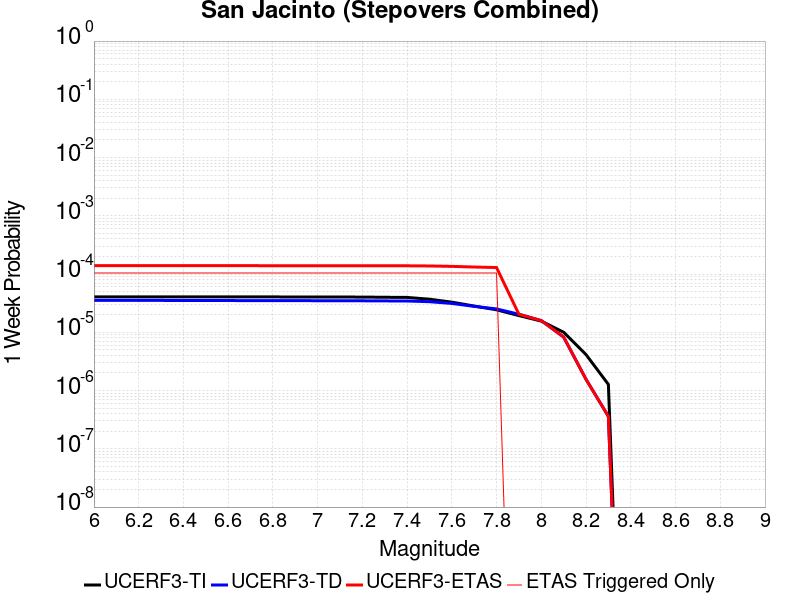 San Jacinto (Stepovers Combined)
10^0
10^-1
10^-2
10^-3
10^-4
10^-5
10^-6
10^-7
10^-8
1 Week Probability
6 6.2 6.4 6.6 6.8 7 7.2 7.4 7.6 7.8 8 8.2 8.4 8.6 8.8 9
Magnitude
UCERF3-TI UCERF3-TD UCERF3-ETAS ETAS Triggered Only